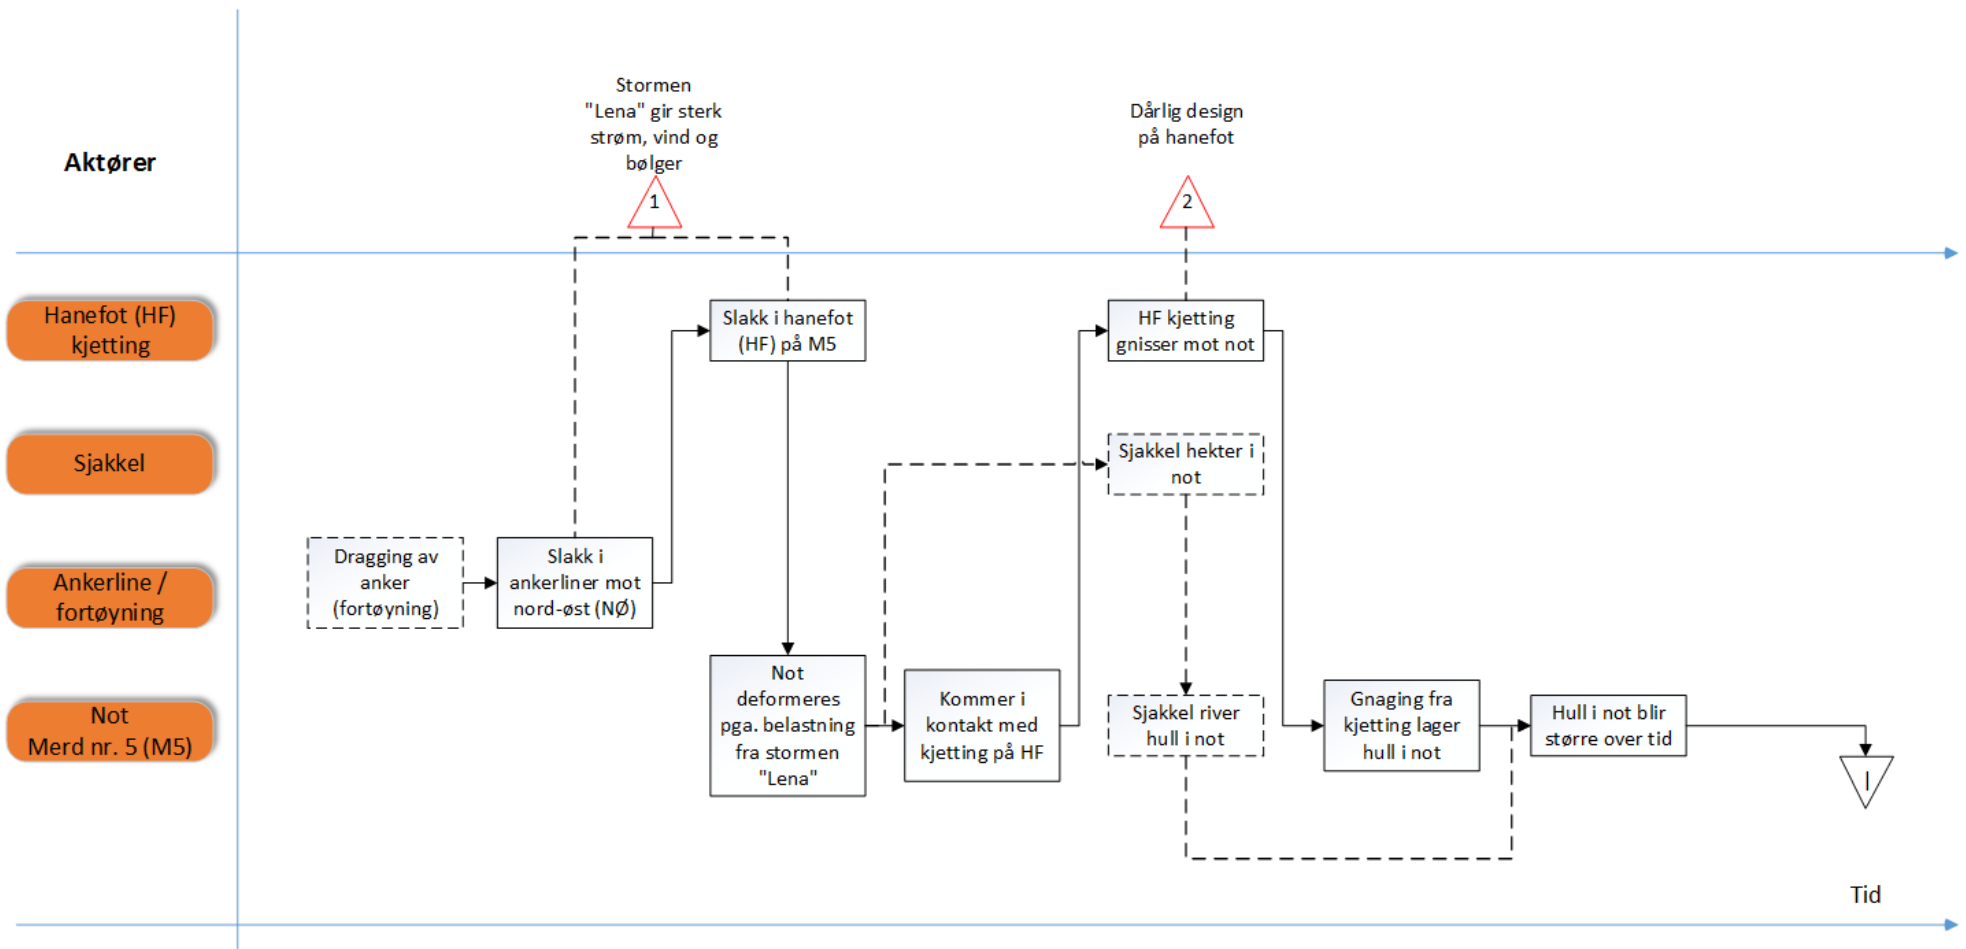 Stormen
"Lena" gir sterk
strøm, vind og
bølger
Dårlig design
på hanefot
Aktører
1
2
Hanefot (HF)
kjetting
Slakk i hanefot
(HF) på M5
HF kjetting
gnisser mot not
Sjakkel
Sjakkel hekter i
not
Ankerline /
fortøyning
Dragging av
anker
(fortøyning)
Slakk i
ankerliner mot
nord-øst (NØ)
Not
Merd nr. 5 (M5)
Not
deformeres
pga. belastning
fra stormen
"Lena"
Kommer i
kontakt med
kjetting på HF
Sjakkel river
hull i not
Gnaging fra
kjetting lager
hull i not
Hull i not blir
større over tid
I
Tid